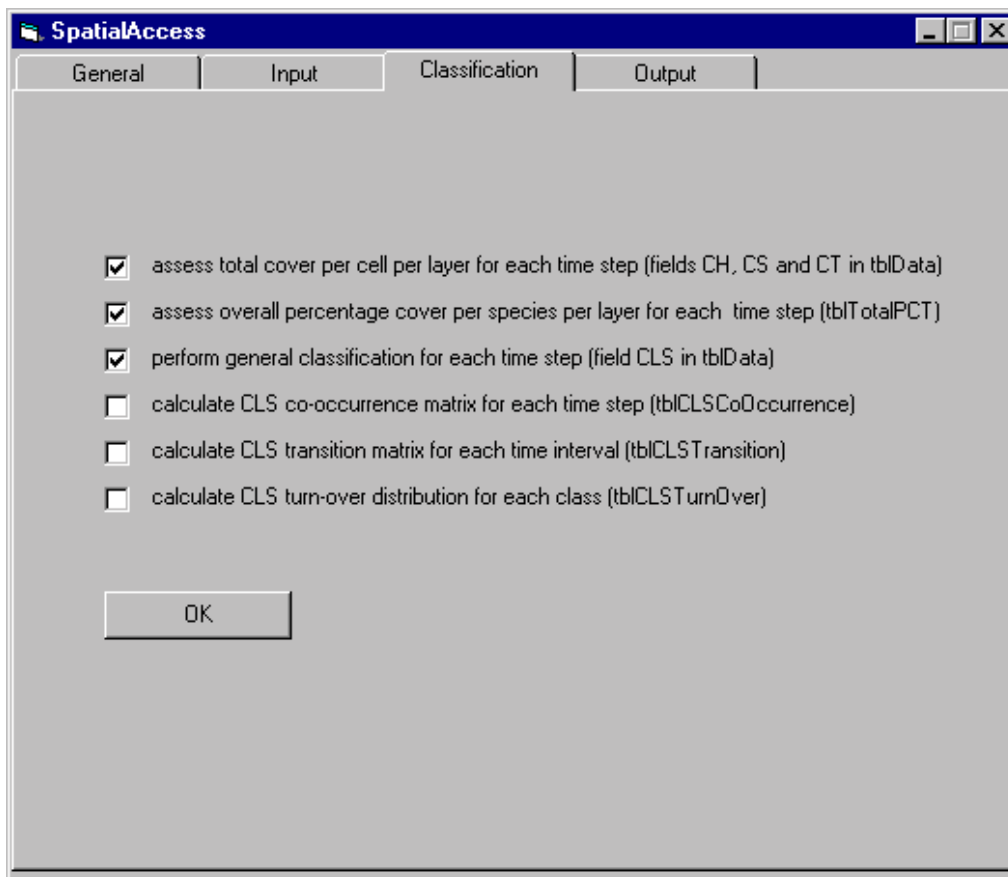 SpatialAccess
General Input Classification Output
assess total cover per cell per layer for each time step (fields CH, CS and CT in tblData)
assess overall percentage cover per species per layer for each  time step (tblTotalPCT)
perform general classification for each time step (field CLS in tblData)
calculate CLS co-occurrence matrix for each time step (tblCLSCoOccurrence)
calculate CLS transition matrix for each time interval (tblCLSTransition)
calculate CLS turn-over distribution for each class (tblCLSTurnOver)
OK